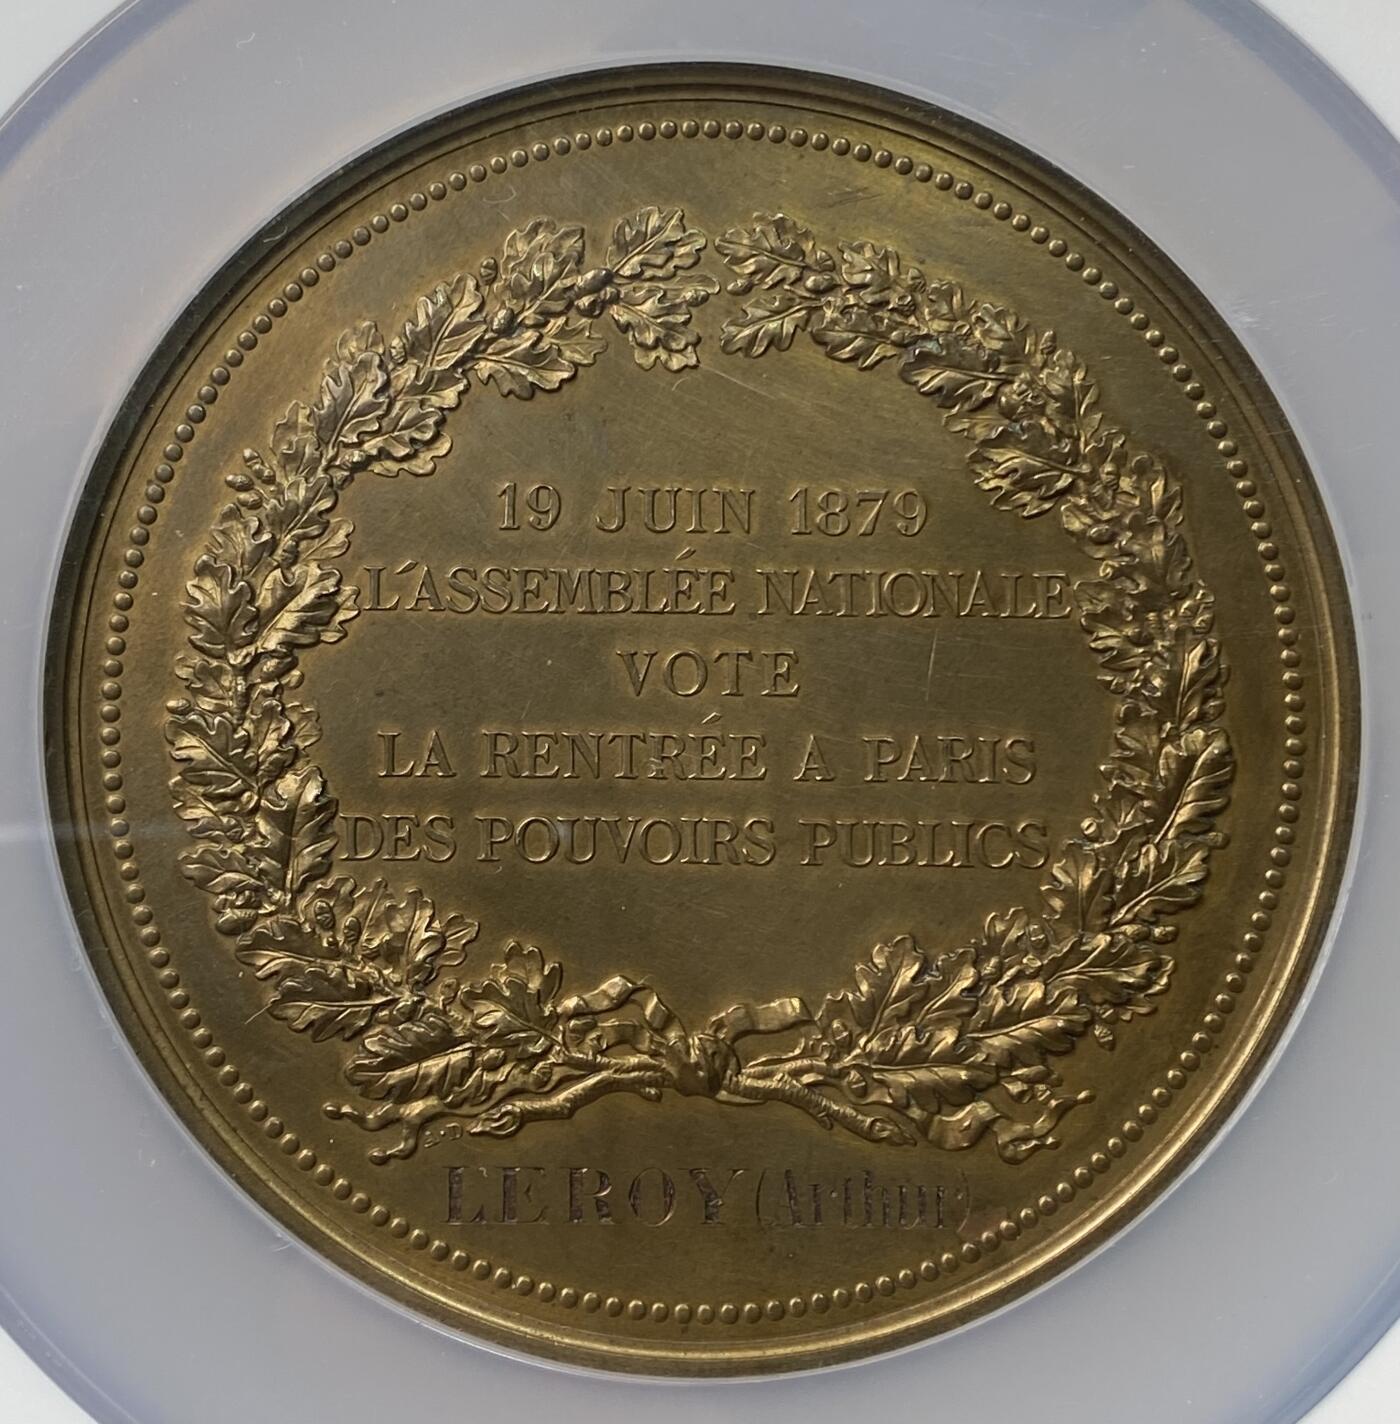 19 JUIN 1879
L'ASSEMBLÉE NATIONALE
VOTE
LA RENTRÉE A PARIS
DES POUVOIRS PUBLICS
LEROY (Arthur)